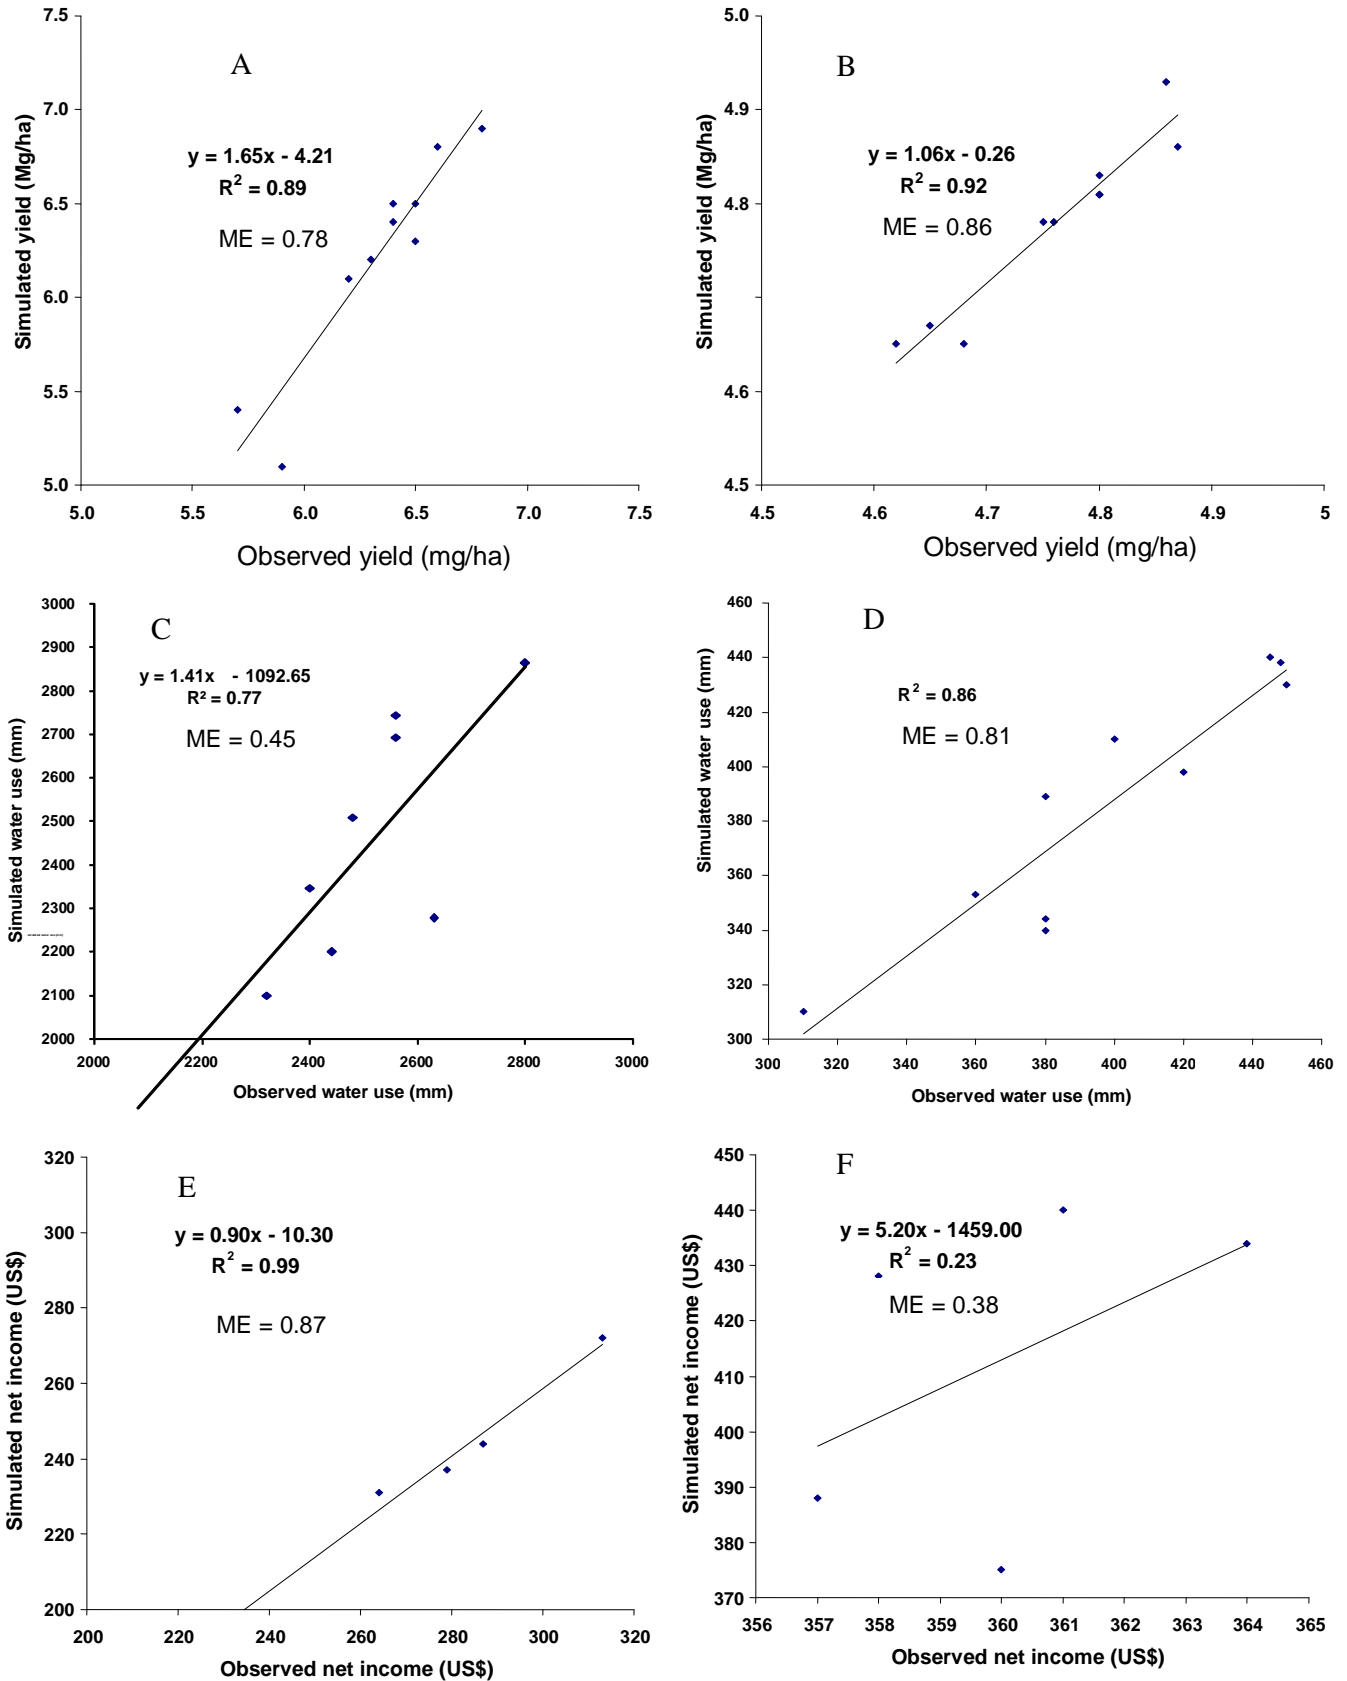 A
y = 1.65x - 4.21
R² = 0.89
ME = 0.78
Simulated yield (Mg/ha)
7.5
7.0
6.5
6.0
5.5
5.0
5.0 5.5 6.0 6.5 7.0 7.5
Observed yield (mg/ha)
B
y = 1.06x - 0.26
R² = 0.92
ME = 0.86
Simulated yield (Mg/ha)
5.0
4.9
4.8
4.6
4.5
4.5 4.6 4.7 4.8 4.9 5
Observed yield (mg/ha)
C
y = 1.41x - 1092.65
R² = 0.77
ME = 0.45
Simulated water use (mm)
3000
2900
2800
2700
2600
2500
2400
2300
2200
2100
2000
2000 2200 2400 2600 2800 3000
Observed water use (mm)
D
R² = 0.86
ME = 0.81
Simulated water use (mm)
460
440
420
400
380
360
340
320
300
300 320 340 360 380 400 420 440 460
Observed water use (mm)
E
y = 0.90x - 10.30
R² = 0.99
ME = 0.87
Simulated net income (US$)
320
300
280
260
240
220
200
200 220 240 260 280 300 320
Observed net income (US$)
F
y = 5.20x - 1459.00
R² = 0.23
ME = 0.38
Simulated net income (US$)
450
440
430
420
410
400
390
380
370
356 357 358 359 360 361 362 363 364 365
Observed net income (US$)